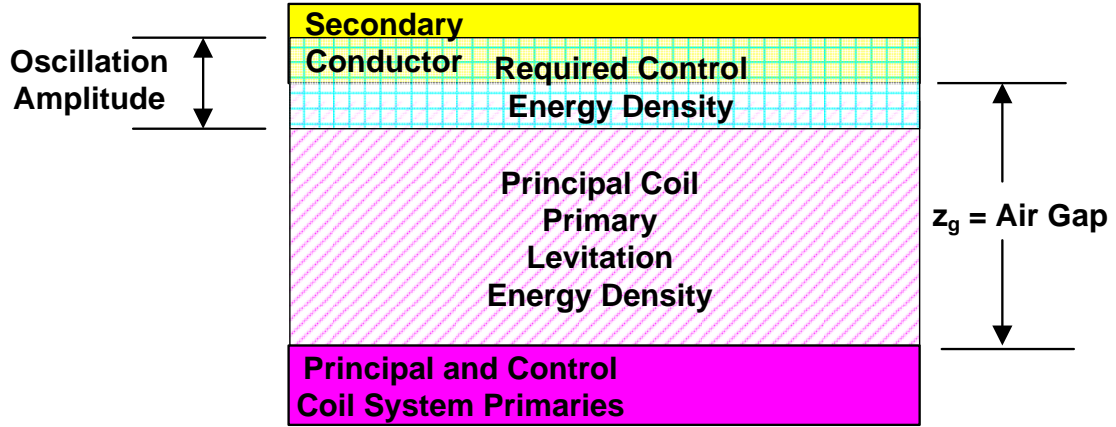 Secondary
Conductor
Oscillation
Amplitude
Required Control
Energy Density
Principal Coil
Primary
Levitation
Energy Density
zg = Air Gap
Principal and Control
Coil System Primaries